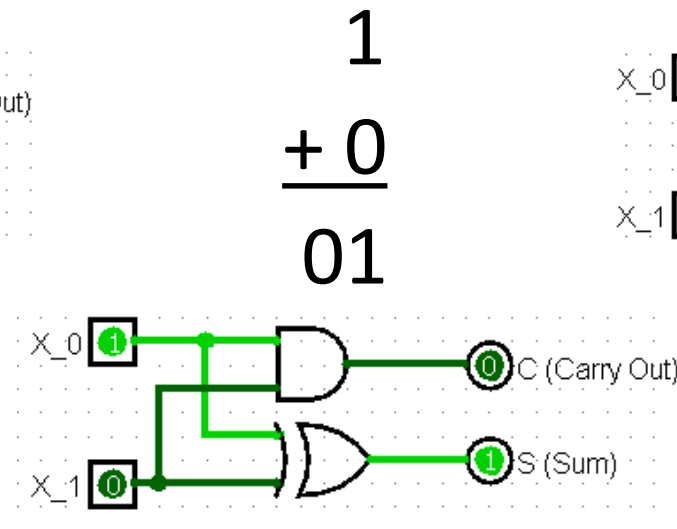 1
+ 0
01
ut)
X_0
X_1
X_0 1
0 C (Carry Out)
1 S (Sum)
X_1 0